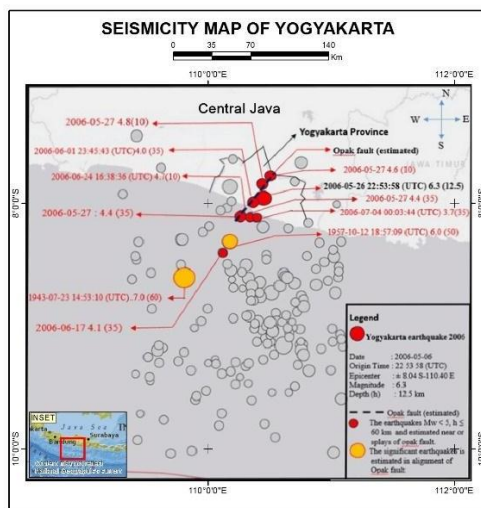 SEISMICITY MAP OF YOGYAKARTA
0 35 70 140
Km
110°0'0"E 112°0'0"E
Central Java
N
W E
S
2006-05-27 4.8(10)
Yogyakarta Province
2006-06-01 23:45:43 (UTC)4.0 (35)
Opak fault (estimated)
JAWA TIMUR
2006-05-27 4.6 (10)
2006-06-24 16:38:36 (UTC) 4.7(10)
2006-05-26 22:53:58 (UTC) 6.3 (12.5)
2006-05-27 4.4 (35)
8°0'0"S
2006-05-27 : 4.4 (35)
2006-07-04 00:03:44 (UTC) 3.7(35)
1957-10-12 18:57:09 (UTC) 6.0 (50)
1943-07-23 14:53:10 (UTC) .7.0 (60)
2006-06-17 4.1 (35)
Legend
Yogyakarta earthquake 2006
Date : 2006-05-06
Origin Time : 22 53 58 (UTC)
Epicenter : ± 8.04 S-110.40 E
Magnitude : 6.3
Depth (h) : 12.5 km
Opak fault (estimated)
The earthquakes Mw < 5, h ≤
60 km and estimated near or
splays of opak fault.
The significant earthquake is
estimated in alignment of
Opak fault
INSET
Java Sea
Surabaya
Bandung
10°0'0"S
110°0'0"E 112°0'0"E